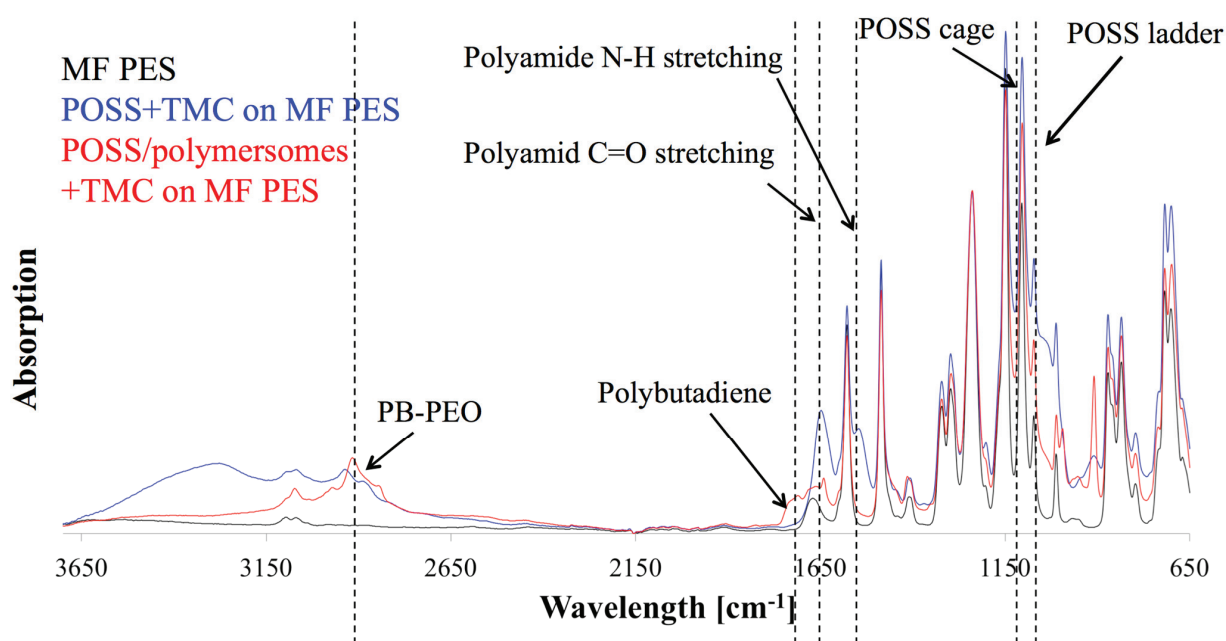 MF PES
POSS+TMC on MF PES
POSS/polymersomes
+TMC on MF PES
Polyamide N-H stretching
Polyamid C=O stretching
POSS cage
POSS ladder
Polybutadiene
PB-PEO
Absorption
3650 3150 2650 2150 1650 1150 650
Wavelength [cm-1]